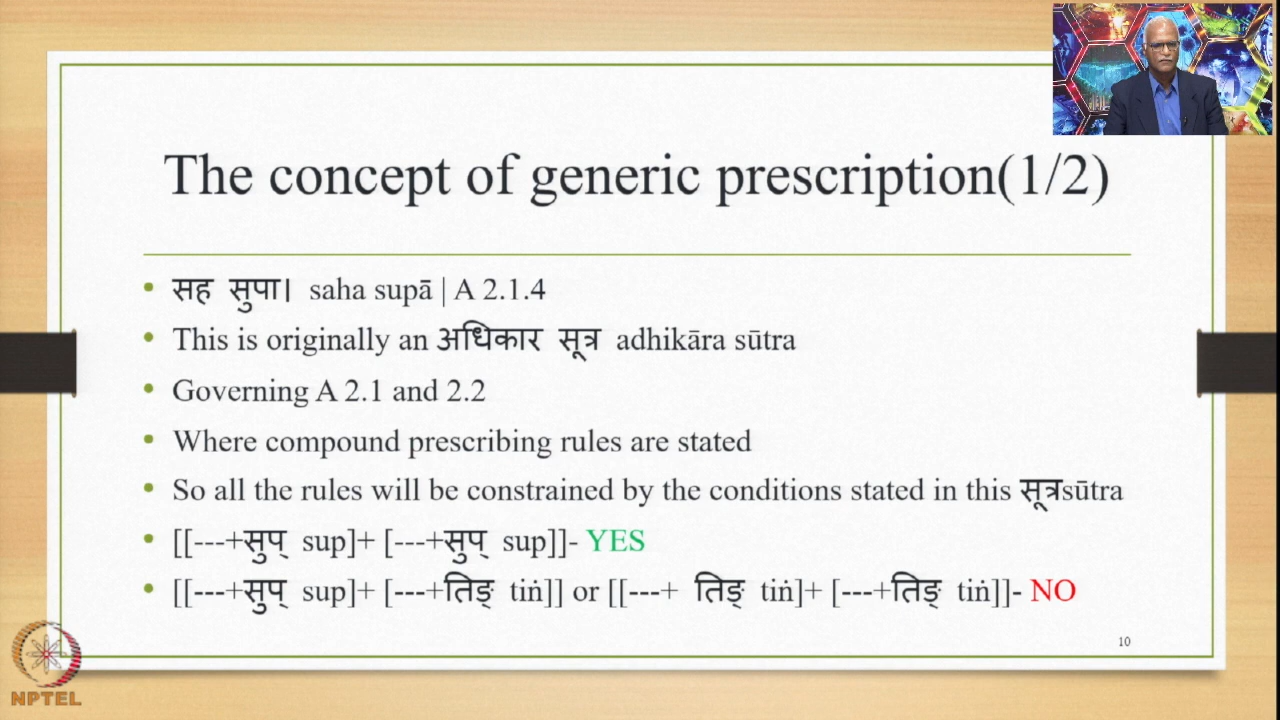 The concept of generic prescription(1/2)
• सह सुपा। saha supā | A 2.1.4
• This is originally an अधिकार सूत्र adhikāra sūtra
• Governing A 2.1 and 2.2
• Where compound prescribing rules are stated
• So all the rules will be constrained by the conditions stated in this सूत्रsūtra
• [[---+सुप् sup]+ [---+सुप् sup]]- YES
• [[---+सुप् sup]+ [---+तिङ् tiṅ]] or [[---+ तिङ् tiṅ]+ [---+तिङ् tiṅ]]- NO
10
NPTEL